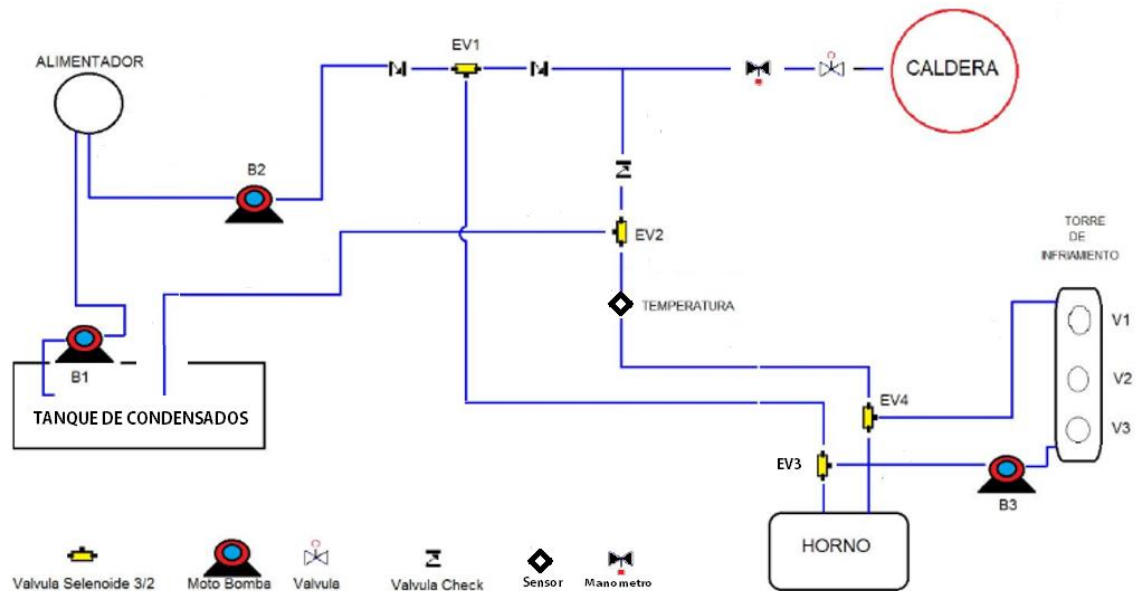 ALIMENTADOR
EV1
CALDERA
B2
EV2
TORRE
DE
INFRIAMIENTO
TEMPERATURA
V1
B1
V2
EV4
TANQUE DE CONDENSADOS
V3
EV3
B3
HORNO
Valvula Selenoide 3/2
Moto Bomba
Valvula
Valvula Check
Sensor
Manometro